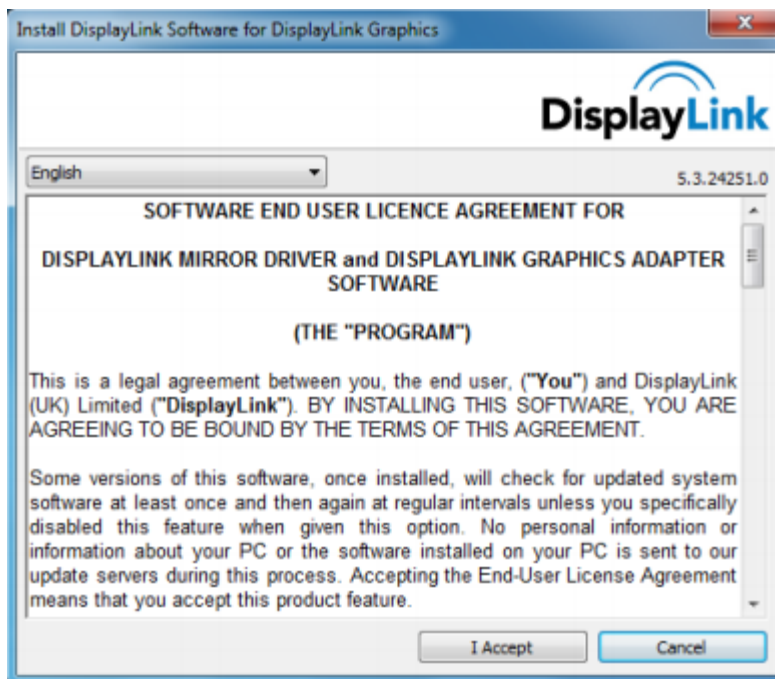 Install DisplayLink Software for DisplayLink Graphics
DisplayLink
English
5.3.24251.0
SOFTWARE END USER LICENCE AGREEMENT FOR
DISPLAYLINK MIRROR DRIVER and DISPLAYLINK GRAPHICS ADAPTER
SOFTWARE
(THE "PROGRAM")
This is a legal agreement between you, the end user, ("You") and DisplayLink
(UK) Limited ("DisplayLink"). BY INSTALLING THIS SOFTWARE, YOU ARE
AGREEING TO BE BOUND BY THE TERMS OF THIS AGREEMENT.
Some versions of this software, once installed, will check for updated system
software at least once and then again at regular intervals unless you specifically
disabled this feature when given this option. No personal information or
information about your PC or the software installed on your PC is sent to our
update servers during this process. Accepting the End-User License Agreement
means that you accept this product feature.
I Accept
Cancel